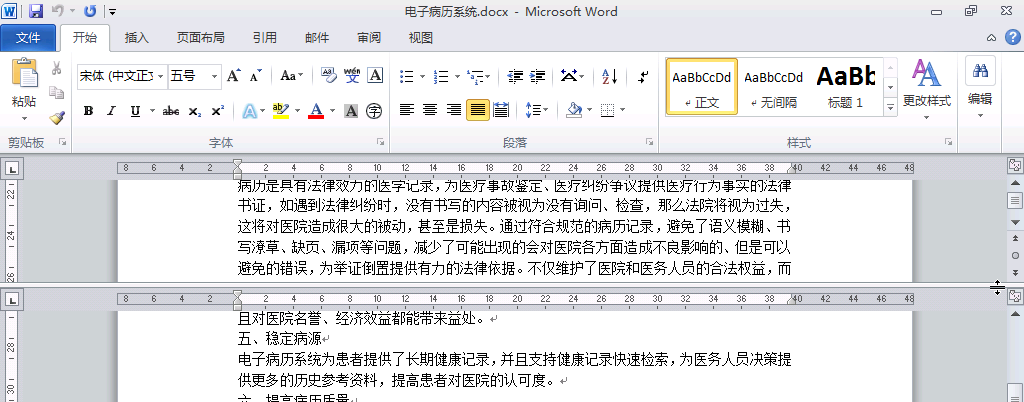 电子病历系统.docx - Microsoft Word
文件 开始 插入 页面布局 引用 邮件 审阅 视图
宋体 (中文正文 五号 A A Aa wén A
B I U abc x₂ x² A ab A A 字
粘贴
剪贴板 字体 段落 样式
AaBbCcDd AaBbCcDd AaBb
正文 无间隔 标题 1
更改样式
编辑
8 6 4 2 2 4 6 8 10 12 14 16 18 20 22 24 26 28 30 32 34 36 38 40 42 44 46 48
22
24
26
病历是具有法律效力的医学记录，为医疗事故鉴定、医疗纠纷争议提供医疗行为事实的法律
书证，如遇到法律纠纷时，没有书写的内容被视为没有询问、检查，那么法院将视为过失，
这将对医院造成很大的被动，甚至是损失。通过符合规范的病历记录，避免了语义模糊、书
写潦草、缺页、漏项等问题，减少了可能出现的会对医院各方面造成不良影响的、但是可以
避免的错误，为举证倒置提供有力的法律依据。不仅维护了医院和医务人员的合法权益，而
8 6 4 2 2 4 6 8 10 12 14 16 18 20 22 24 26 28 30 32 34 36 38 40 42 44 46 48
28
30
且对医院名誉、经济效益都能带来益处。
五、稳定病源
电子病历系统为患者提供了长期健康记录，并且支持健康记录快速检索，为医务人员决策提
供更多的历史参考资料，提高患者对医院的认可度。
六、提高病历质量